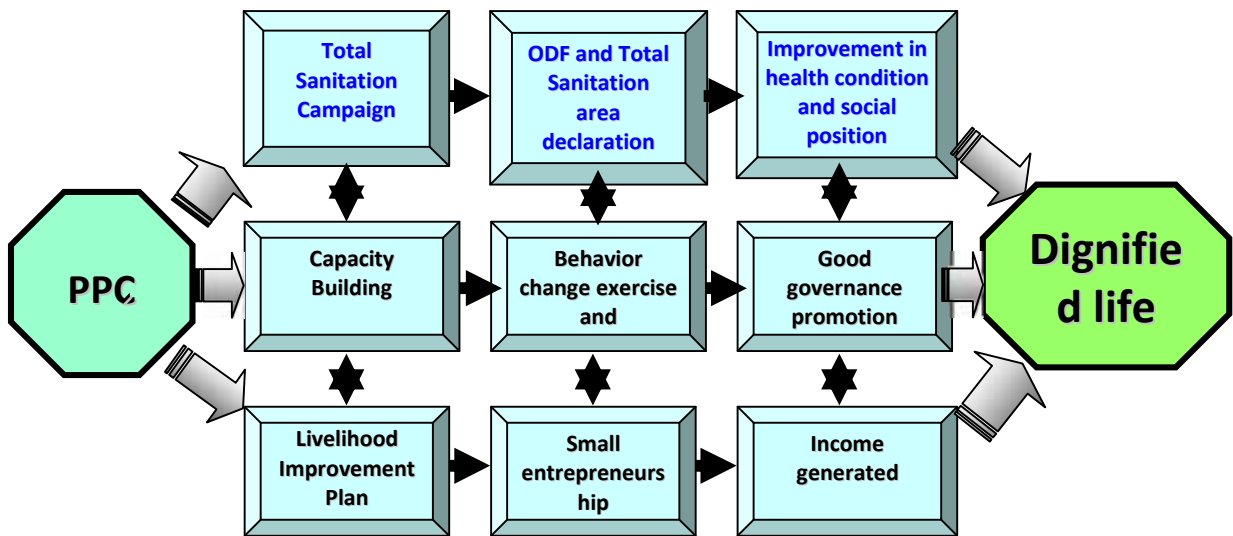 Total
Sanitation
Campaign
ODF and Total
Sanitation
area
declaration
Improvement in
health condition
and social
position
PPC
Capacity
Building
Behavior
change exercise
and
Good
governance
promotion
Dignifie
d life
Livelihood
Improvement
Plan
Small
entrepreneurs
hip
Income
generated